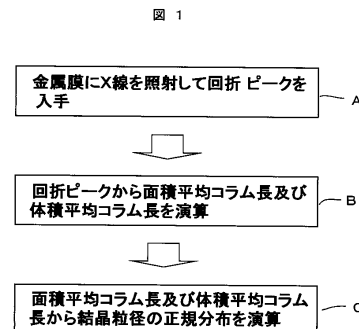 図 1
金属膜にX線を照射して回折 ピークを
入手
A
回折ピークから面積平均コラム長及び
体積平均コラム長を演算
B
面積平均コラム長及び体積平均コラム
長から結晶粒径の正規分布を演算
C